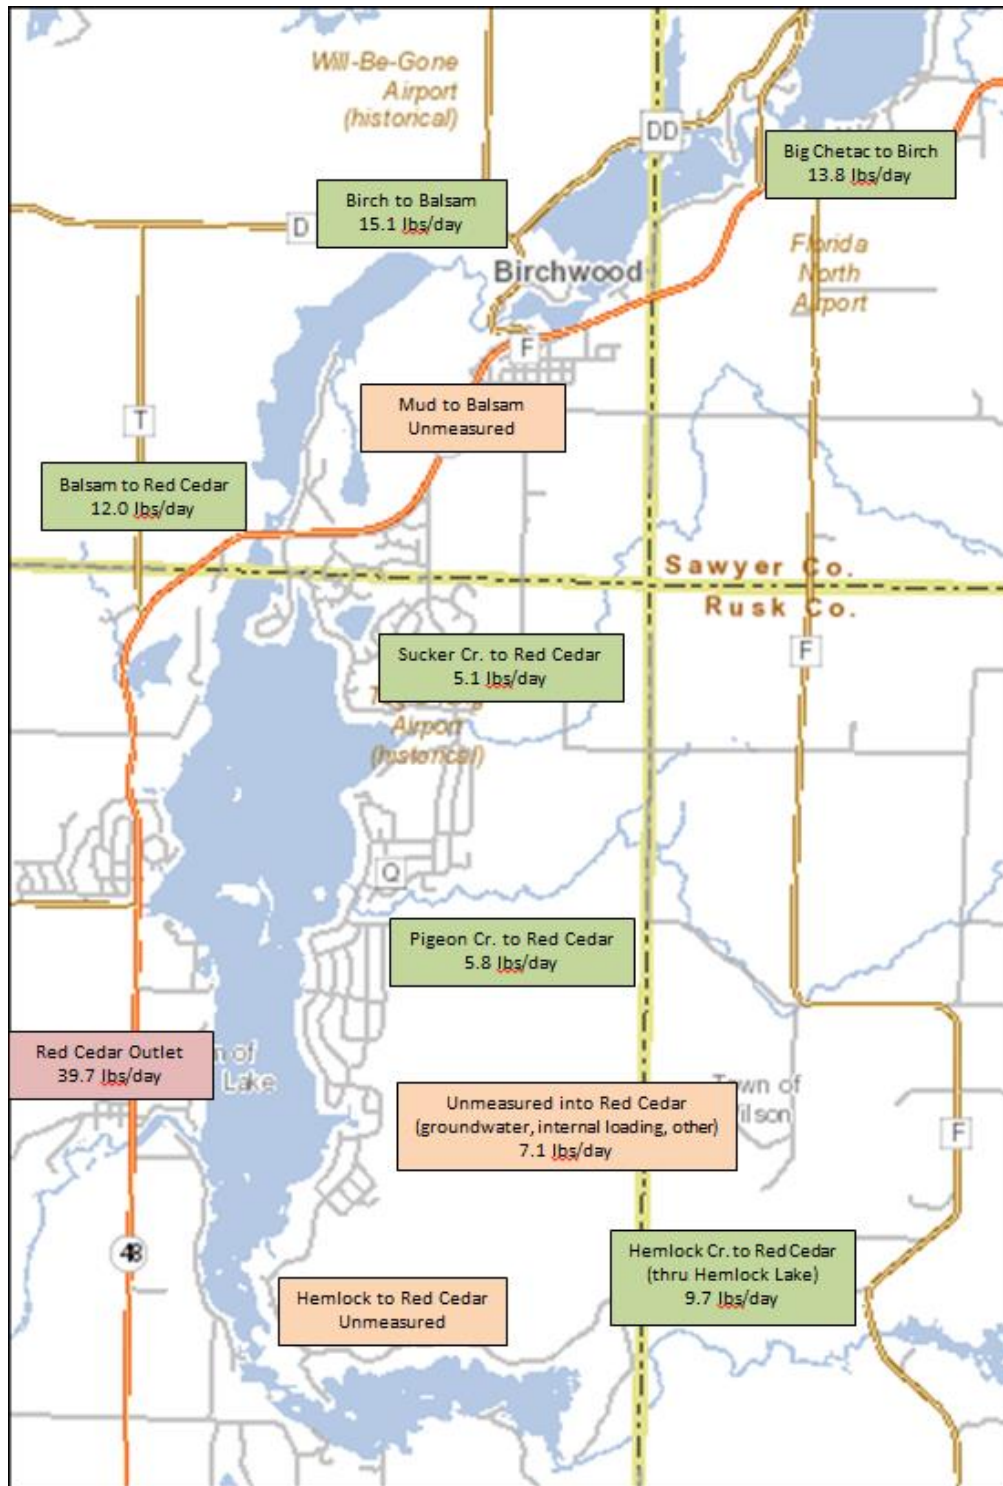 Will-Be-Gone
Airport
(historical)
DD
Big Chetac to Birch
13.8 lbs/day
Birch to Balsam
15.1 lbs/day
D
Florida
North
Airport
Birchwood
F
Mud to Balsam
Unmeasured
T
Balsam to Red Cedar
12.0 lbs/day
Sawyer Co.
Rusk Co.
F
Sucker Cr. to Red Cedar
5.1 lbs/day
Airport
(historical)
Q
Pigeon Cr. to Red Cedar
5.8 lbs/day
Red Cedar Outlet
39.7 lbs/day
of
Lake
Unmeasured into Red Cedar
(groundwater, internal loading, other)
7.1 lbs/day
Town of
Wilson
F
48
Hemlock Cr. to Red Cedar
(thru Hemlock Lake)
9.7 lbs/day
Hemlock to Red Cedar
Unmeasured